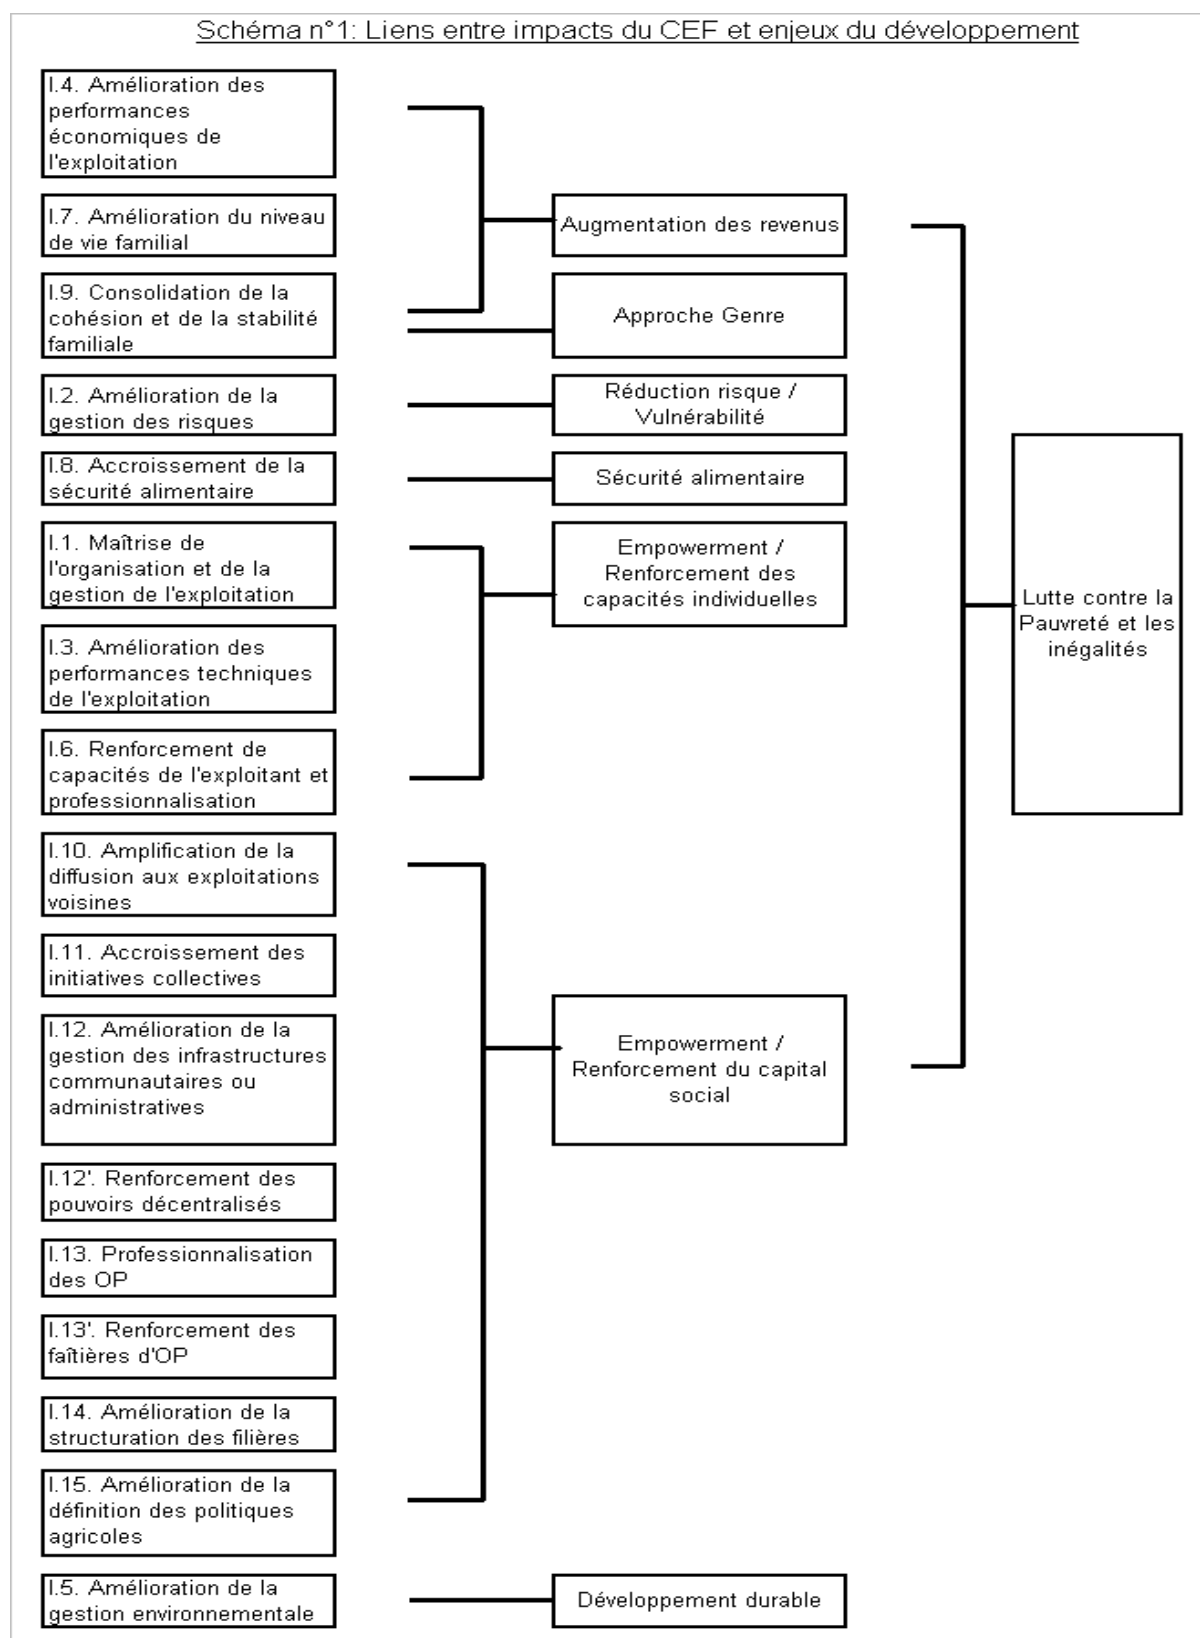 Schéma n°1: Liens entre impacts du CEF et enjeux du développement
I.4. Amélioration des
performances
économiques de
l'exploitation
I.7. Amélioration du niveau
de vie familial
Augmentation des revenus
I.9. Consolidation de la
cohésion et de la stabilité
familiale
Approche Genre
I.2. Amélioration de la
gestion des risques
Réduction risque /
Vulnérabilité
I.8. Accroissement de la
sécurité alimentaire
Sécurité alimentaire
I.1. Maîtrise de
l'organisation et de la
gestion de l'exploitation
Empowerment /
Renforcement des
capacités individuelles
Lutte contre la
Pauvreté et les
inégalités
I.3. Amélioration des
performances techniques
de l'exploitation
I.6. Renforcement de
capacités de l'exploitant et
professionnalisation
I.10. Amplification de la
diffusion aux exploitations
voisines
I.11. Accroissement des
initiatives collectives
I.12. Amélioration de la
gestion des infrastructures
communautaires ou
administratives
Empowerment /
Renforcement du capital
social
I.12'. Renforcement des
pouvoirs décentralisés
I.13. Professionnalisation
des OP
I.13'. Renforcement des
faîtières d'OP
I.14. Amélioration de la
structuration des filières
I.15. Amélioration de la
définition des politiques
agricoles
I.5. Amélioration de la
gestion environnementale
Développement durable